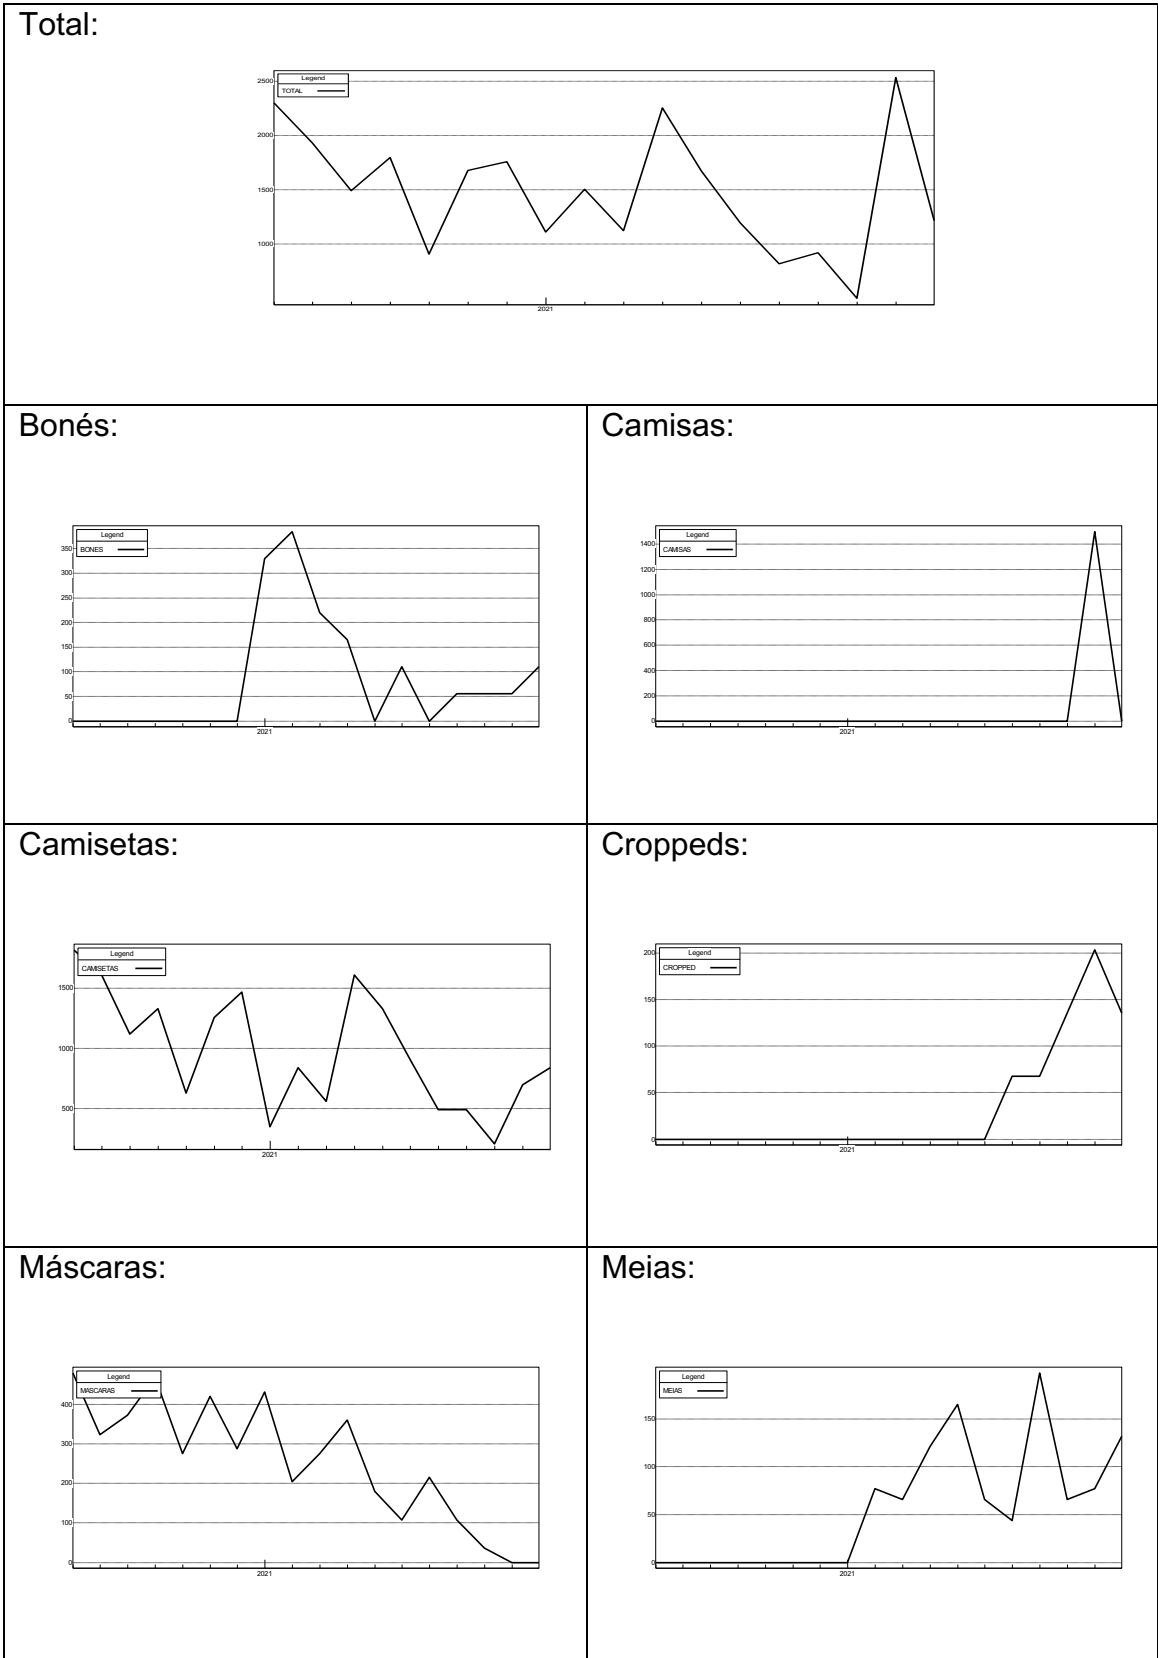 Total:
Legend
TOTAL
2500
2000
1500
1000
2021
Bonés:
Legend
BONES
350
300
250
200
150
100
50
0
2021
Camisas:
Legend
CAMISAS
1400
1200
1000
800
600
400
200
0
2021
Camisetas:
Legend
CAMISETAS
1500
1000
500
2021
Croppeds:
Legend
CROPPED
200
150
100
50
0
2021
Máscaras:
Legend
MASCARAS
400
300
200
100
0
2021
Meias:
Legend
MEIAS
150
100
50
0
2021